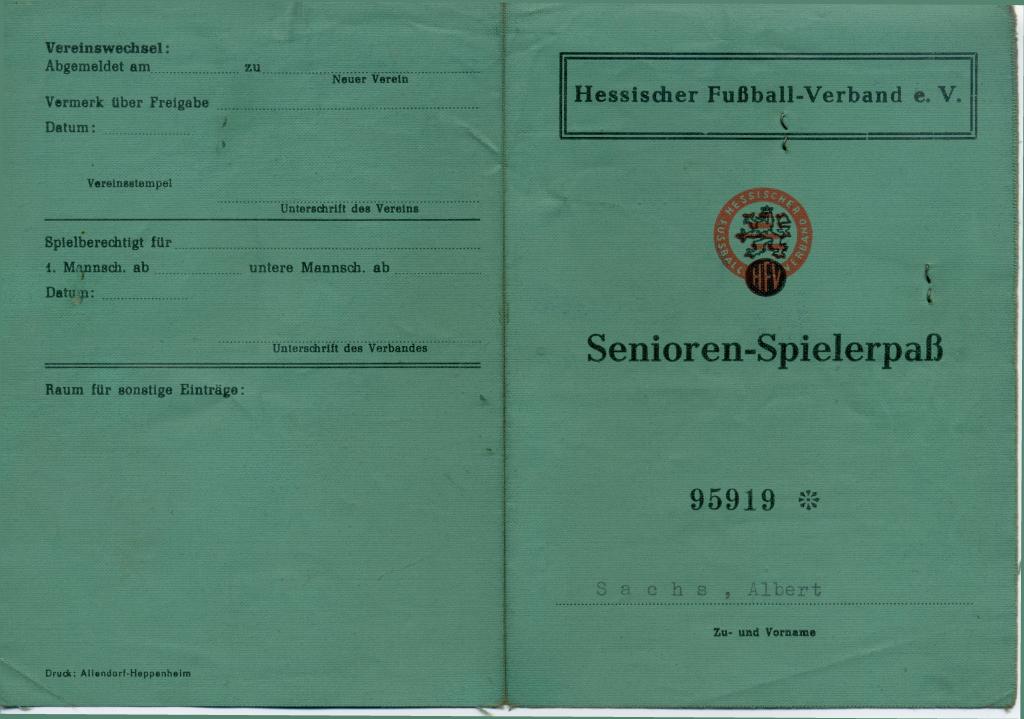 Vereinswechsel:
Abgemeldet am zu
Neuer Verein
Vermerk über Freigabe
Datum:
Vereinsstempel
Unterschrift des Vereins
Spielberechtigt für
1. Mannsch. ab untere Mannsch. ab
Datum:
Unterschrift des Verbandes
Raum für sonstige Einträge:
Druck: Allendorf-Heppenheim
Hessischer Fußball-Verband e. V.
HESSISCHER FUSSBALL VERBAND
HFV
Senioren-Spielerpaß
95919 *
Sachs, Albert
Zu- und Vorname